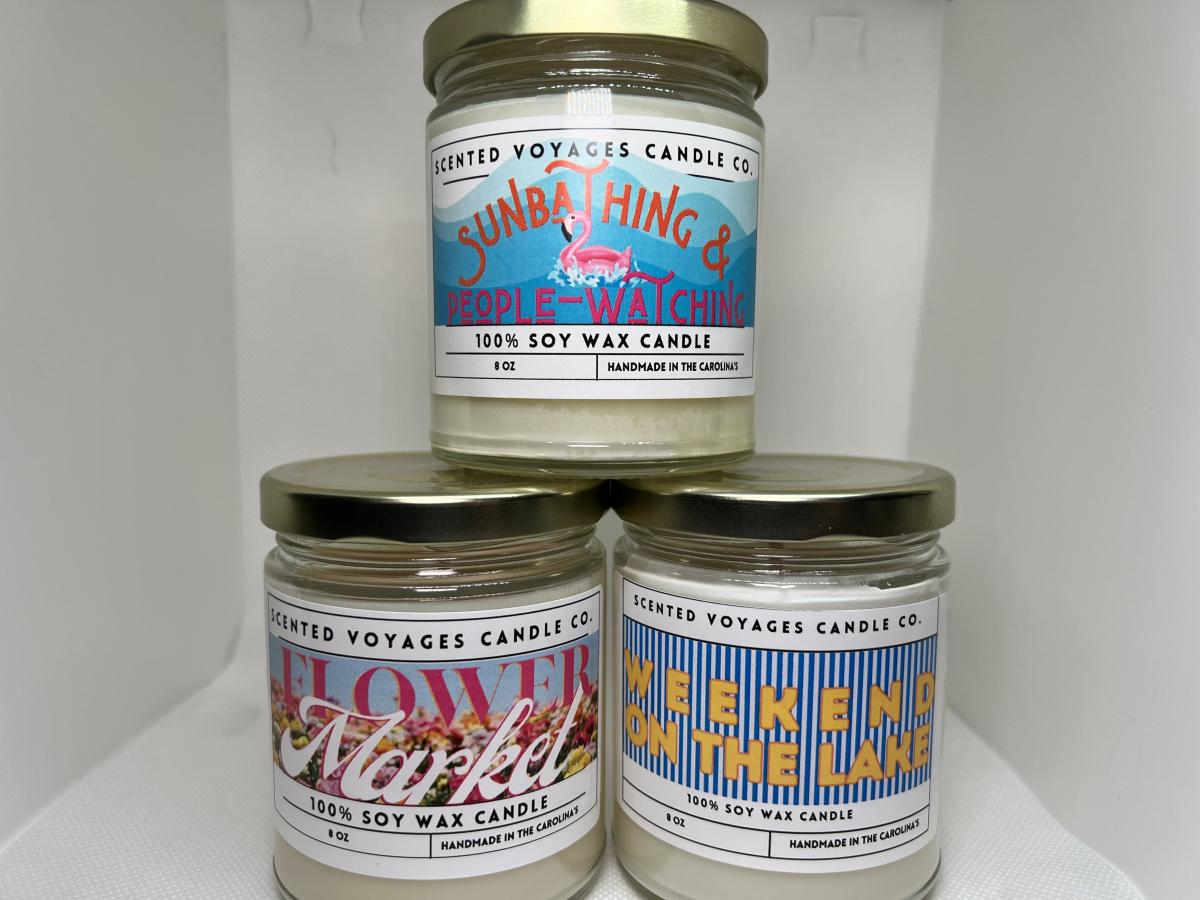 SCENTED VOYAGES CANDLE CO.
SUNBATHING &
PEOPLE-WATCHING
100% SOY WAX CANDLE
8 OZ HANDMADE IN THE CAROLINA'S
SCENTED VOYAGES CANDLE CO.
FLOWER
Market
100% SOY WAX CANDLE
8 OZ HANDMADE IN THE CAROLINA'S
SCENTED VOYAGES CANDLE CO.
WEEKEND
ON THE LAKE
100% SOY WAX CANDLE
8 OZ HANDMADE IN THE CAROLINA'S